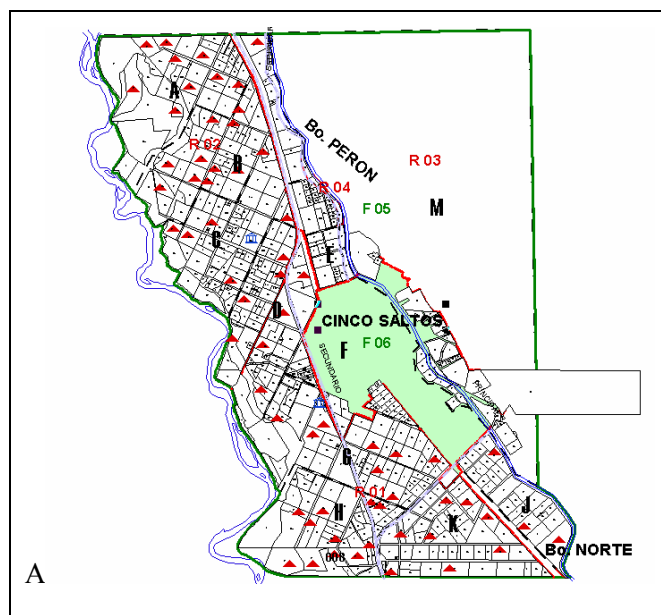 A
R 02
B
Bo. PERON
R 03
R 04
F 05
M
C
E
D
CINCO SALTOS
F
F 06
SECUNDARIO
G
R 01
H
K
J
Bo. NORTE
A